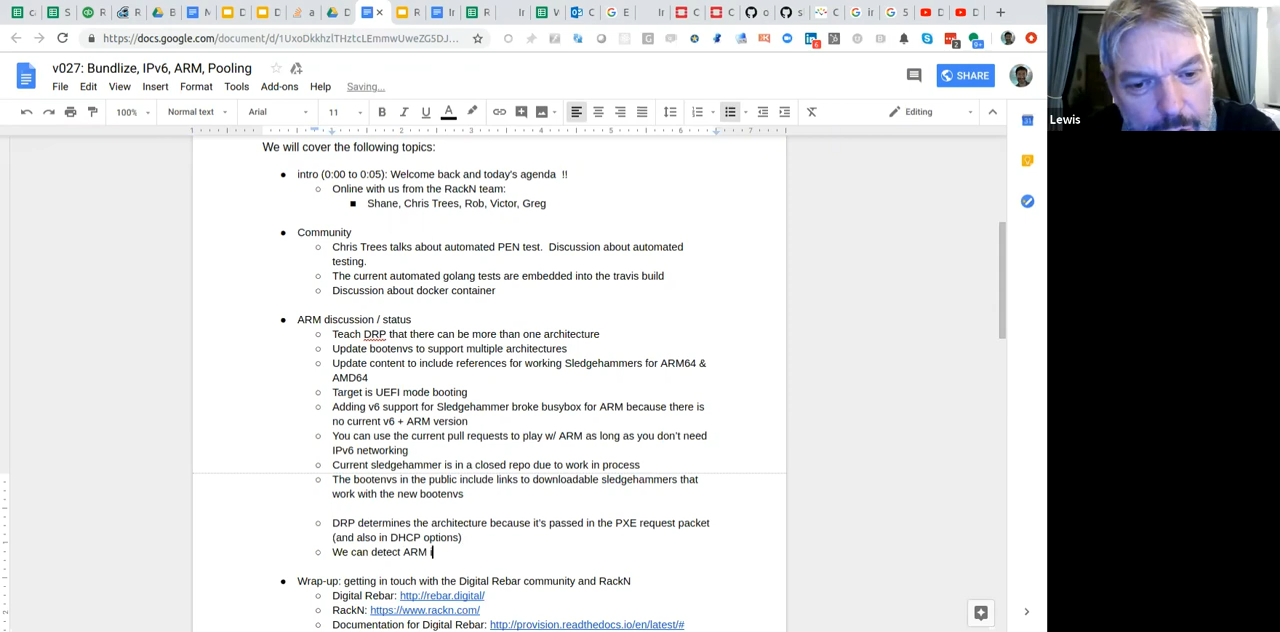 https://docs.google.com/document/d/1UxoDkkhzlTHztcLEmmwUweZG5DJ...
v027: Bundlize, IPv6, ARM, Pooling
File Edit View Insert Format Tools Add-ons Help Saving...
SHARE
100% Normal text Arial 11 Editing
Lewis
We will cover the following topics:
intro (0:00 to 0:05): Welcome back and today's agenda !!
Online with us from the RackN team:
Shane, Chris Trees, Rob, Victor, Greg
Community
Chris Trees talks about automated PEN test. Discussion about automated
testing.
The current automated golang tests are embedded into the travis build
Discussion about docker container
ARM discussion / status
Teach DRP that there can be more than one architecture
Update bootenvs to support multiple architectures
Update content to include references for working Sledgehammers for ARM64 &
AMD64
Target is UEFI mode booting
Adding v6 support for Sledgehammer broke busybox for ARM because there is
no current v6 + ARM version
You can use the current pull requests to play w/ ARM as long as you don't need
IPv6 networking
Current sledgehammer is in a closed repo due to work in process
The bootenvs in the public include links to downloadable sledgehammers that
work with the new bootenvs
DRP determines the architecture because it's passed in the PXE request packet
(and also in DHCP options)
We can detect ARM i
Wrap-up: getting in touch with the Digital Rebar community and RackN
Digital Rebar: http://rebar.digital/
RackN: https://www.rackn.com/
Documentation for Digital Rebar: http://provision.readthedocs.io/en/latest/#